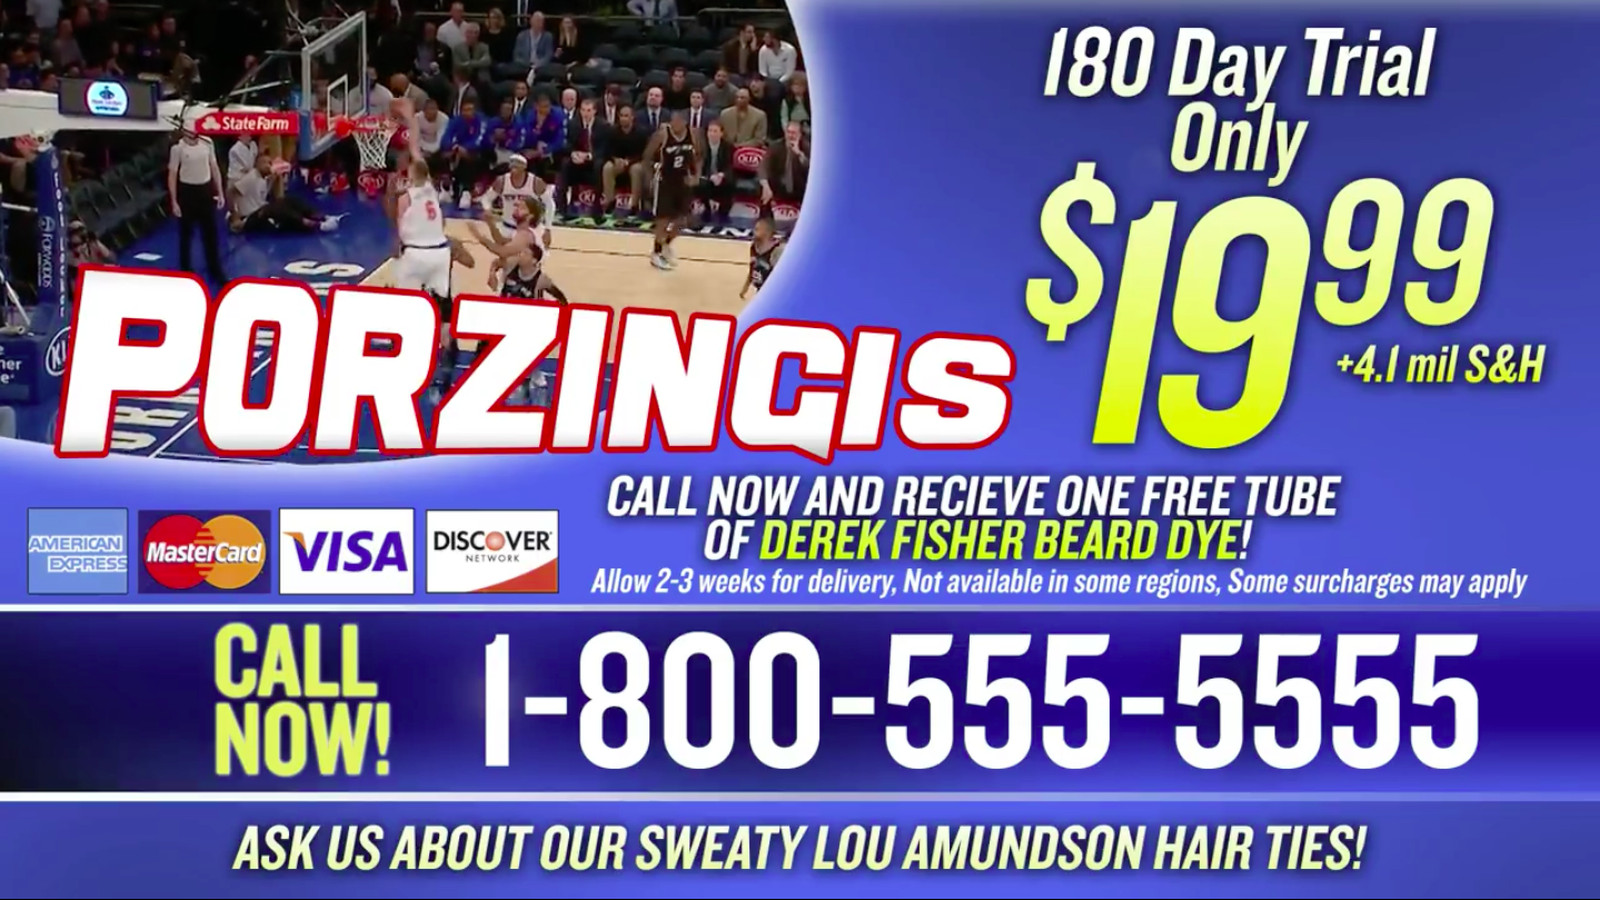 180 Day Trial
Only
$19.99
+4.1 mil S&H
State Farm
KIA
2
6
PORZINGIS
CALL NOW AND RECIEVE ONE FREE TUBE
OF DEREK FISHER BEARD DYE!
Allow 2-3 weeks for delivery, Not available in some regions, Some surcharges may apply
AMERICAN
EXPRESS
MasterCard
VISA
DISCOVER
NETWORK
CALL
NOW!
1-800-555-5555
ASK US ABOUT OUR SWEATY LOU AMUNDSON HAIR TIES!